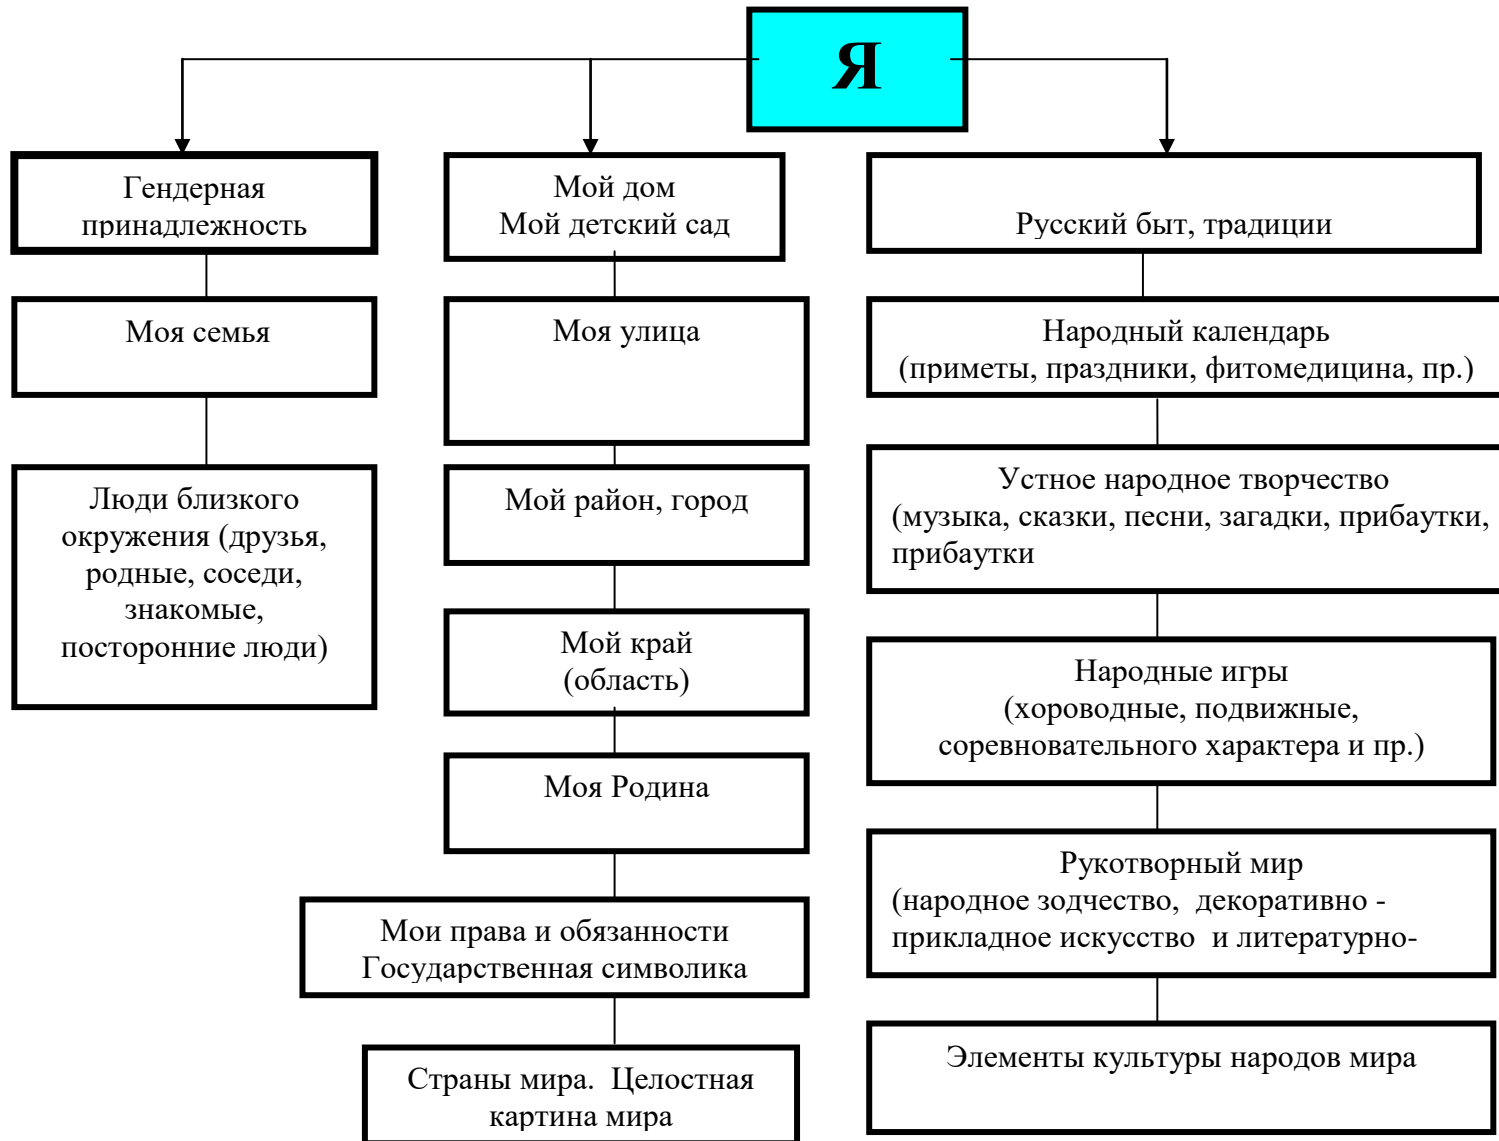 Я
Гендерная
принадлежность
Моя семья
Люди близкого
окружения (друзья,
родные, соседи,
знакомые,
посторонние люди)
Мой дом
Мой детский сад
Моя улица
Мой район, город
Мой край
(область)
Моя Родина
Мои права и обязанности
Государственная символика
Страны мира.  Целостная
картина мира
Русский быт, традиции
Народный календарь
(приметы, праздники, фитомедицина, пр.)
Устное народное творчество
(музыка, сказки, песни, загадки, прибаутки,
прибаутки
Народные игры
(хороводные, подвижные,
соревновательного характера и пр.)
Рукотворный мир
(народное зодчество,  декоративно -
прикладное искусство  и литературно-
Элементы культуры народов мира